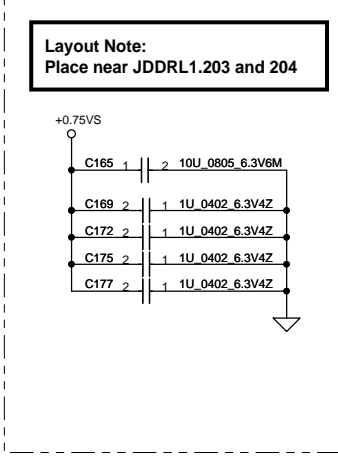 Layout Note:
Place near JDDRL1.203 and 204
+0.75VS
C165 1 2 10U_0805_6.3V6M
C169 2 1 1U_0402_6.3V4Z
C172 2 1 1U_0402_6.3V4Z
C175 2 1 1U_0402_6.3V4Z
C177 2 1 1U_0402_6.3V4Z